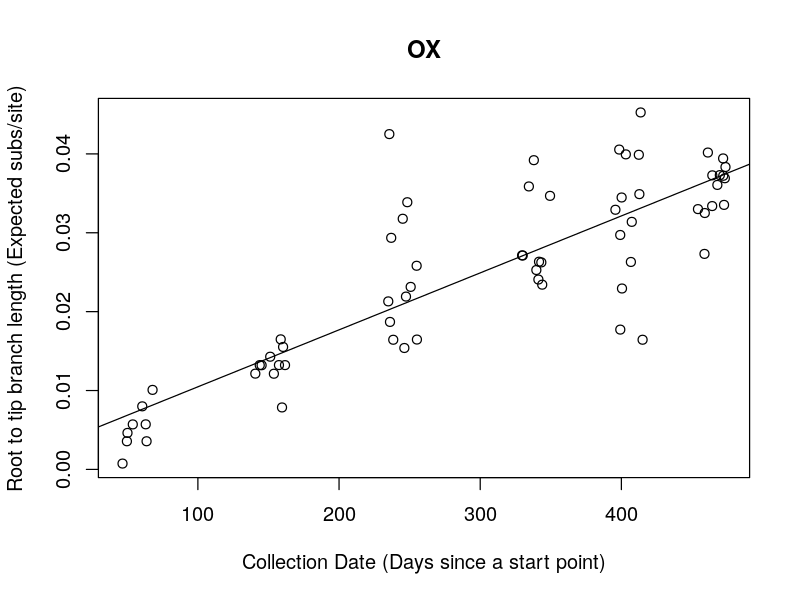 OX
Root to tip branch length (Expected subs/site)
0.04
0.03
0.02
0.01
0.00
100 200 300 400
Collection Date (Days since a start point)